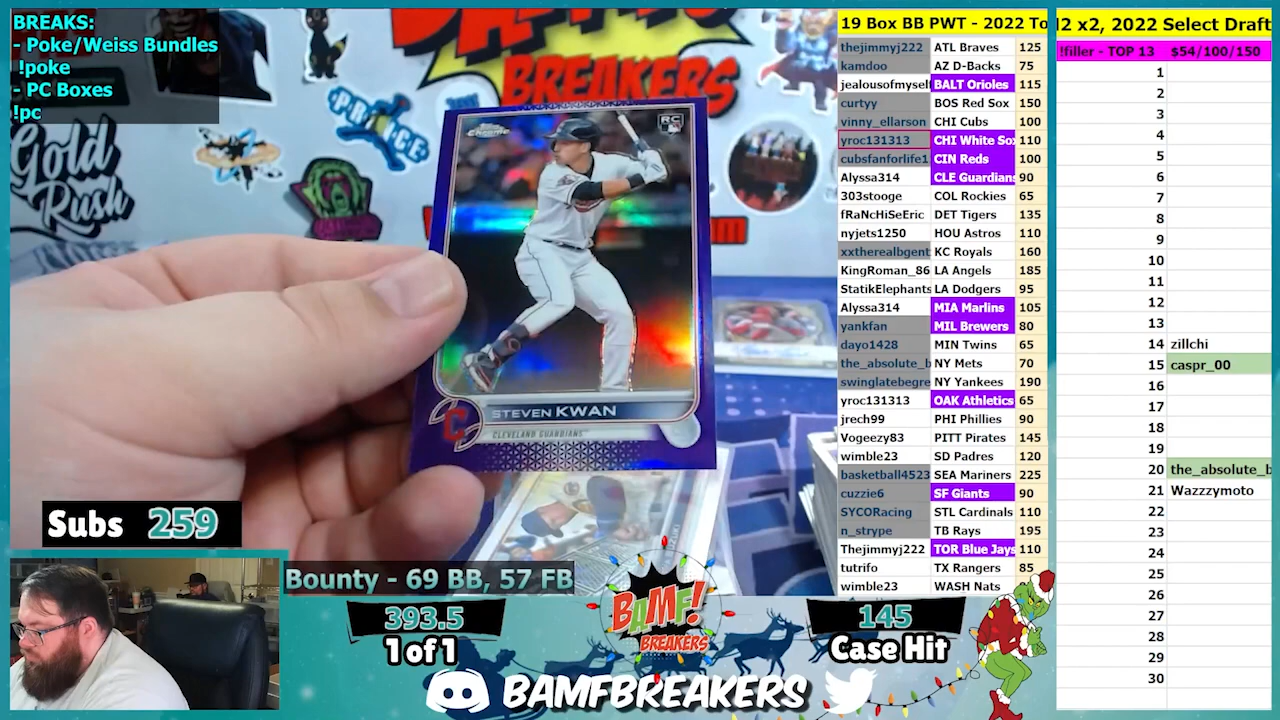 BREAKS:
- Poke/Weiss Bundles
!poke
- PC Boxes
!pc
Gold
Rush
BREAKERS
PRINCE
Chrome
RC
STEVEN KWAN
CLEVELAND GUARDIANS
Subs 259
Bounty - 69 BB, 57 FB
393.5
1 of 1
BAMF!
BREAKERS
145
Case Hit
BAMFBREAKERS
19 Box BB PWT - 2022 To
thejimmyj222 ATL Braves 125
kamdoo AZ D-Backs 75
jealousofmysel BALT Orioles 115
curtyy BOS Red Sox 150
vinny_ellarson CHI Cubs 100
yroc131313 CHI White Sox 110
cubsfanforlife1 CIN Reds 100
Alyssa314 CLE Guardians 90
303stooge COL Rockies 65
fRaNcHiSeEric DET Tigers 135
nyjets1250 HOU Astros 110
xxtherealbgent KC Royals 160
KingRoman_86 LA Angels 185
StatikElephants LA Dodgers 95
Alyssa314 MIA Marlins 105
yankfan MIL Brewers 80
dayo1428 MIN Twins 65
the_absolute_b NY Mets 70
swinglatebegre NY Yankees 190
yroc131313 OAK Athletics 65
jrech99 PHI Phillies 90
Vogeezy83 PITT Pirates 145
wimble23 SD Padres 120
basketball4523 SEA Mariners 225
cuzzie6 SF Giants 90
SYCORacing STL Cardinals 110
n_strype TB Rays 195
Thejimmyj222 TOR Blue Jays 110
tutrifo TX Rangers 85
wimble23 WASH Nats
12 x2, 2022 Select Draft
!filler - TOP 13 $54/100/150
1
2
3
4
5
6
7
8
9
10
11
12
13
14 zillchi
15 caspr_00
16
17
18
19
20 the_absolute_b
21 Wazzzymoto
22
23
24
25
26
27
28
29
30